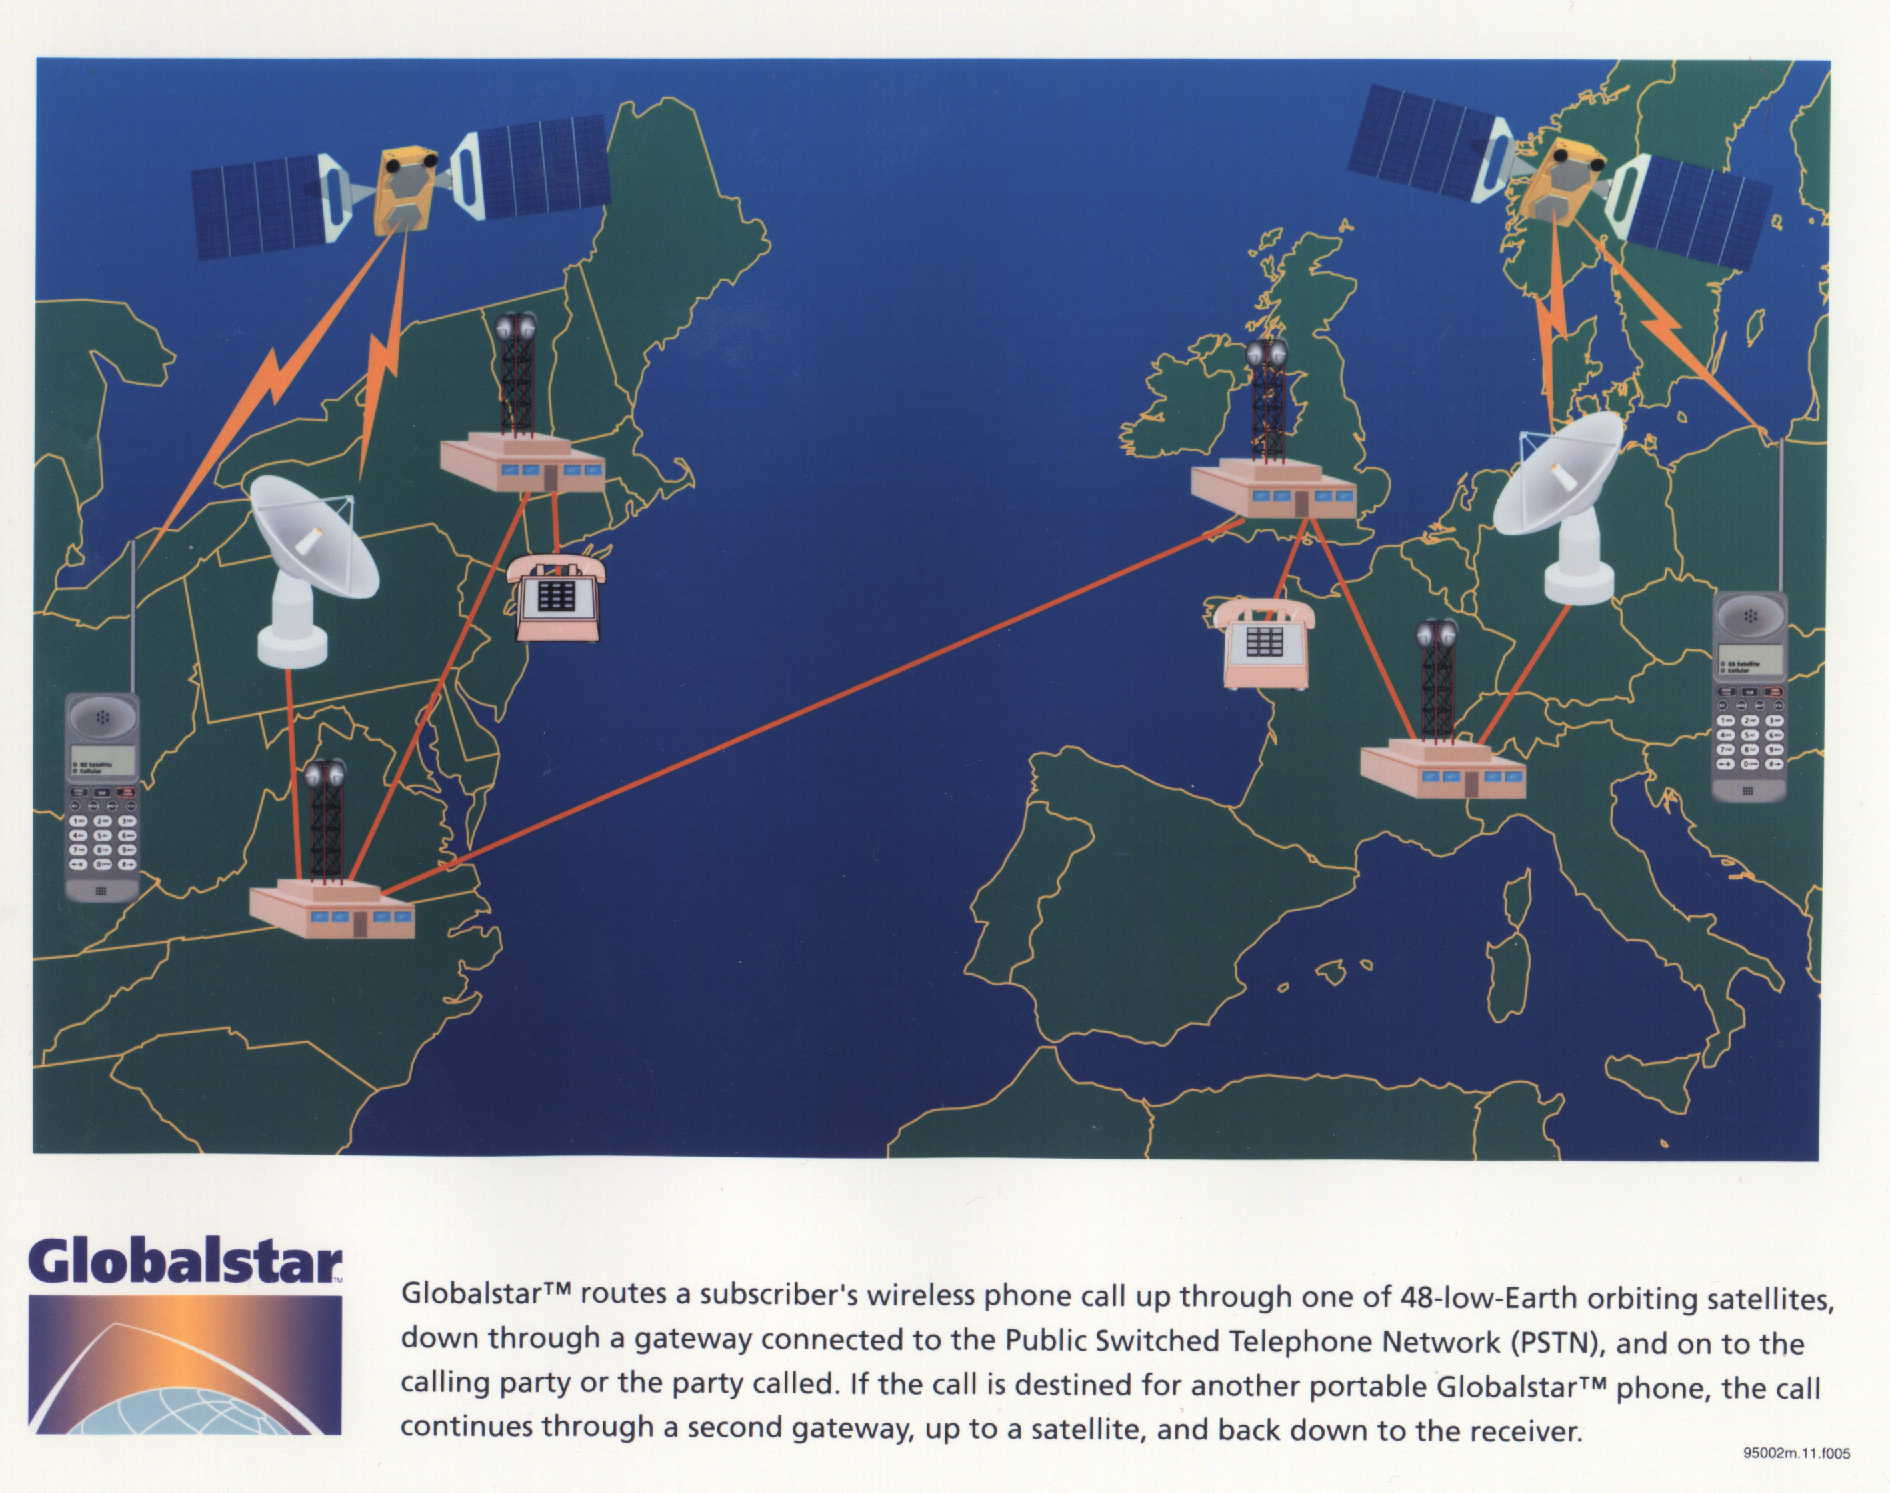 Globalstar™
Globalstar™ routes a subscriber's wireless phone call up through one of 48-low-Earth orbiting satellites,
down through a gateway connected to the Public Switched Telephone Network (PSTN), and on to the
calling party or the party called. If the call is destined for another portable Globalstar™ phone, the call
continues through a second gateway, up to a satellite, and back down to the receiver.
95002m.11.f005